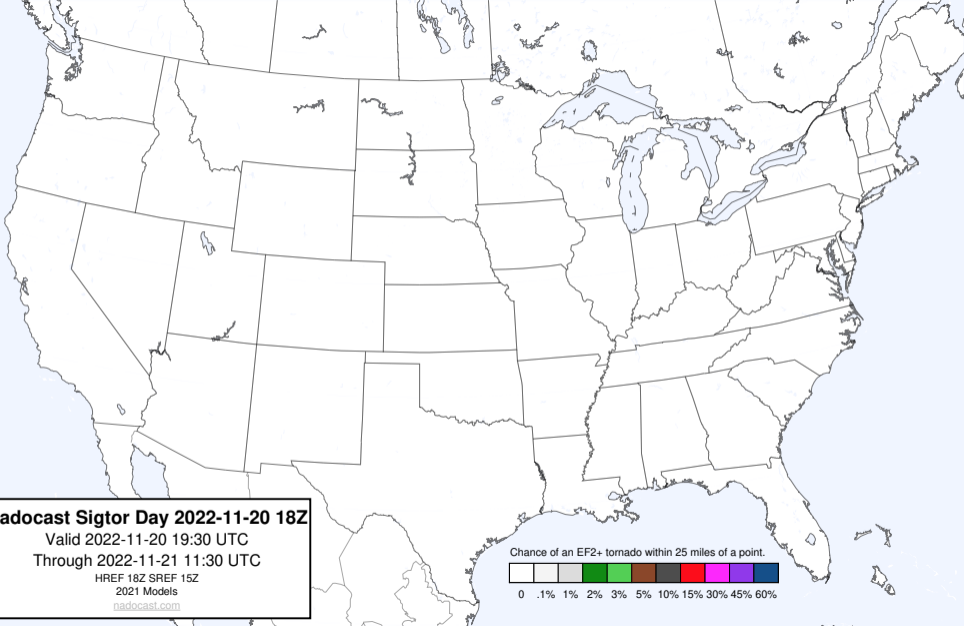 adocast Sigtor Day 2022-11-20 18Z
Valid 2022-11-20 19:30 UTC
Through 2022-11-21 11:30 UTC
HREF 18Z SREF 15Z
2021 Models
nadocast.com
Chance of an EF2+ tornado within 25 miles of a point.
0 .1% 1% 2% 3% 5% 10% 15% 30% 45% 60%